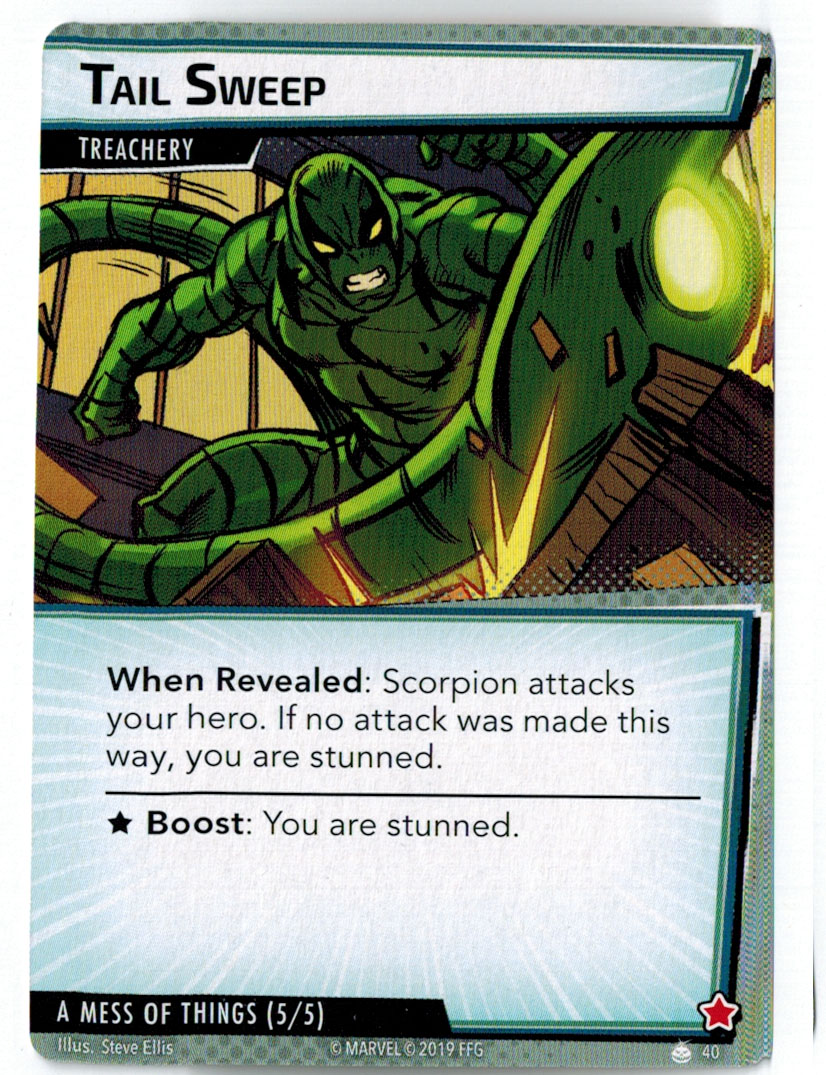 TAIL SWEEP
TREACHERY
When Revealed: Scorpion attacks
your hero. If no attack was made this
way, you are stunned.
★ Boost: You are stunned.
A MESS OF THINGS (5/5)
Illus. Steve Ellis
© MARVEL © 2019 FFG
40